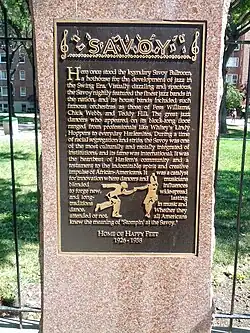 SAVOY
Here once stood the legendary Savoy Ballroom,
a hothouse for the development of jazz in
the Swing Era. Visually dazzling and spacious,
the Savoy nightly featured the finest jazz bands in
the nation, and its house bands included such
famous orchestras as those of Fess Williams,
Chick Webb, and Teddy Hill. The great jazz
dancers who appeared on its block-long floor
ranged from professionals like Whitey's Lindy
Hoppers to everyday Harlemites. During a time
of racial segregation and strife, the Savoy was one
of the most culturally and racially integrated of
institutions, and its fame was international. It was
the heartbeat of Harlem's community and a
testament to the indomitable spirit and creative
impulse of African-Americans. It was a catalyst
for innovation where dancers and musicians
blended influences
to forge new, widespread
and long- lasting
traditions in music and
dance. Whether they
attended or not, all Americans
knew the meaning of "Stompin' at the Savoy."
HOME OF HAPPY FEET
1926 - 1958